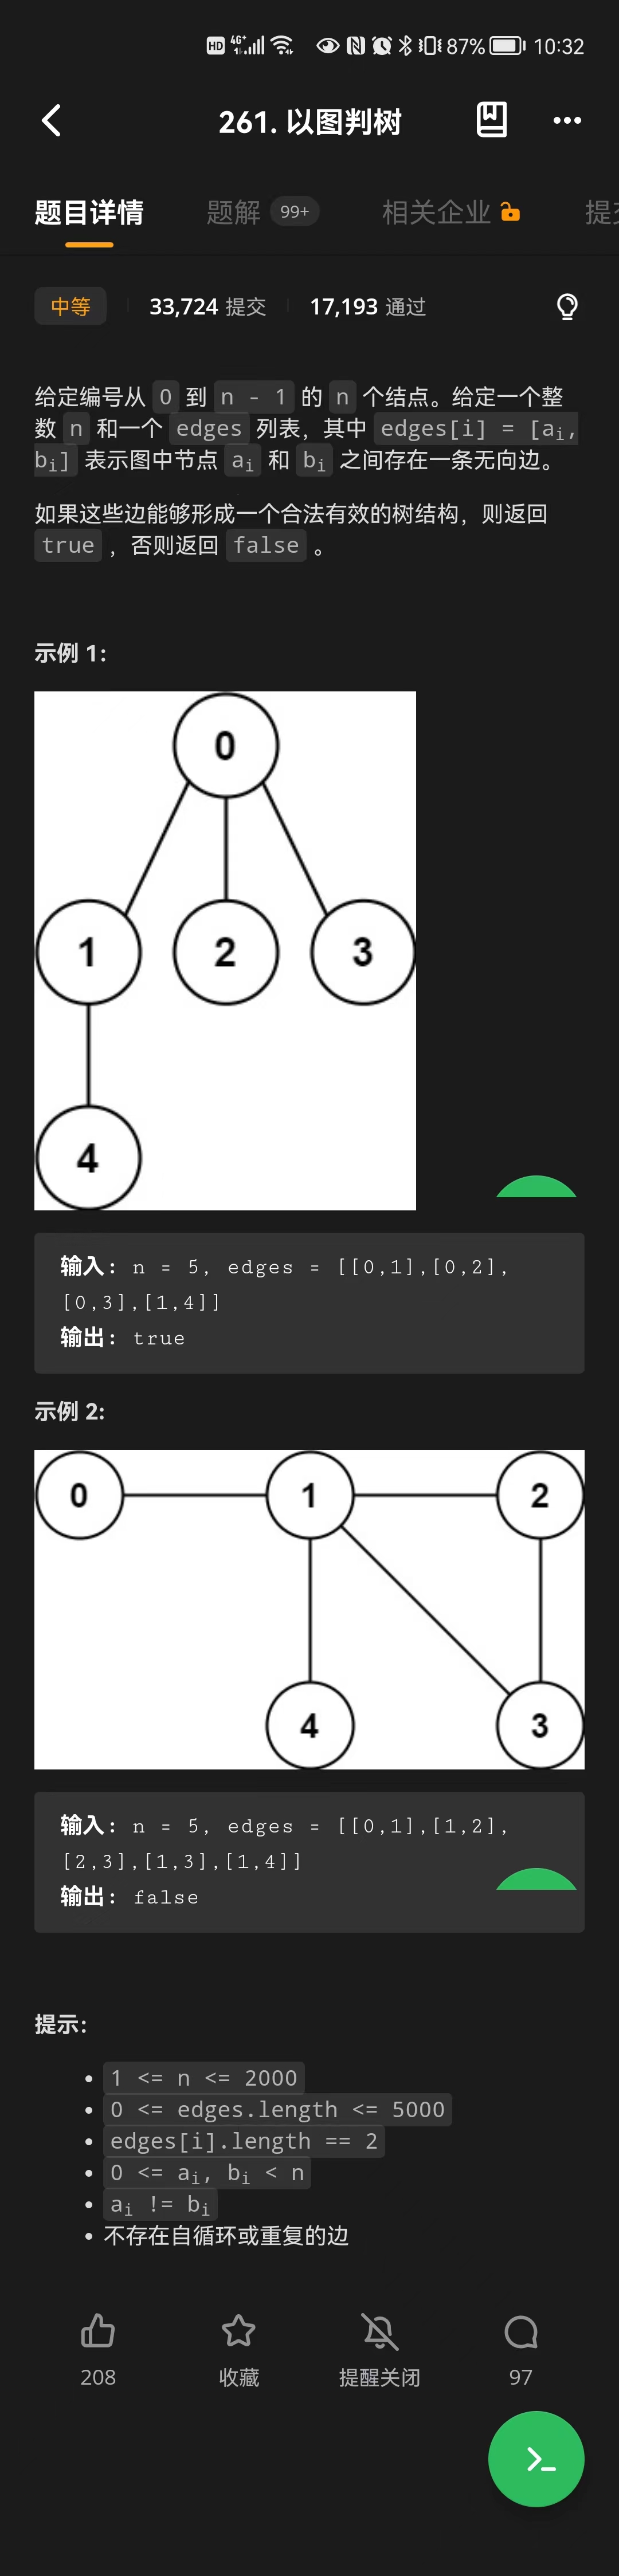 HD 4G+ 87% 10:32
261. 以图判树
题目详情 题解 99+ 相关企业 提交
中等 33,724 提交 17,193 通过
给定编号从 0 到 n - 1 的 n 个结点。给定一个整
数 n 和一个 edges 列表，其中 edges[i] = [ai,
bi] 表示图中节点 ai 和 bi 之间存在一条无向边。
如果这些边能够形成一个合法有效的树结构，则返回
true ，否则返回 false 。
示例 1:
0
1 2 3
4
输入: n = 5, edges = [[0,1],[0,2],
[0,3],[1,4]]
输出: true
示例 2:
0 1 2
4 3
输入: n = 5, edges = [[0,1],[1,2],
[2,3],[1,3],[1,4]]
输出: false
提示:
1 <= n <= 2000
0 <= edges.length <= 5000
edges[i].length == 2
0 <= ai, bi < n
ai != bi
不存在自循环或重复的边
208 收藏 提醒关闭 97